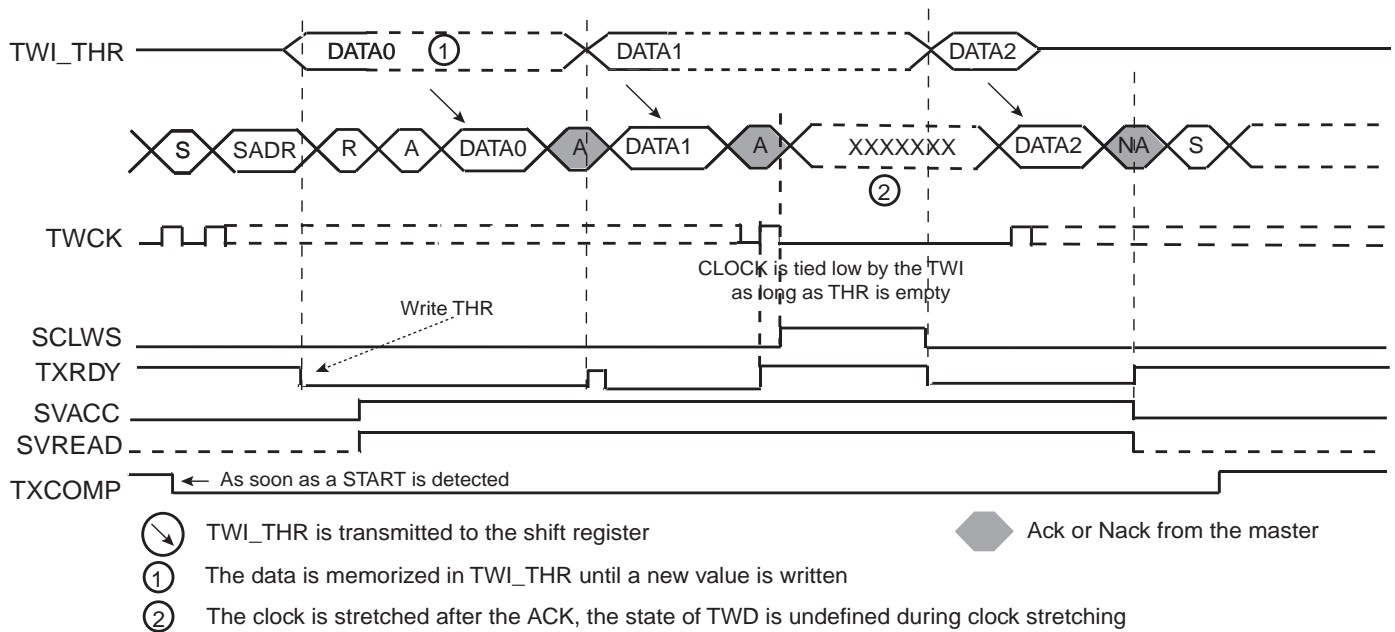 TWI_THR DATA0 1 DATA1 DATA2
S SADR R A DATA0 A DATA1 A XXXXXXX DATA2 NA S
2
TWCK
CLOCK is tied low by the TWI
as long as THR is empty
Write THR
SCLWS
TXRDY
SVACC
SVREAD
TXCOMP As soon as a START is detected
TWI_THR is transmitted to the shift register Ack or Nack from the master
1 The data is memorized in TWI_THR until a new value is written
2 The clock is stretched after the ACK, the state of TWD is undefined during clock stretching